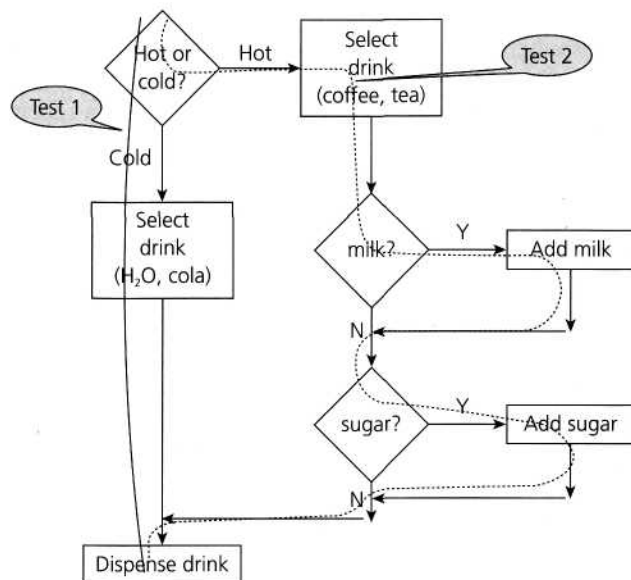 Hot or
cold?
Hot
Select
drink
(coffee, tea)
Test 2
Test 1
Cold
Select
drink
(H₂O, cola)
milk?
Y
Add milk
N
sugar?
Y
Add sugar
N
Dispense drink